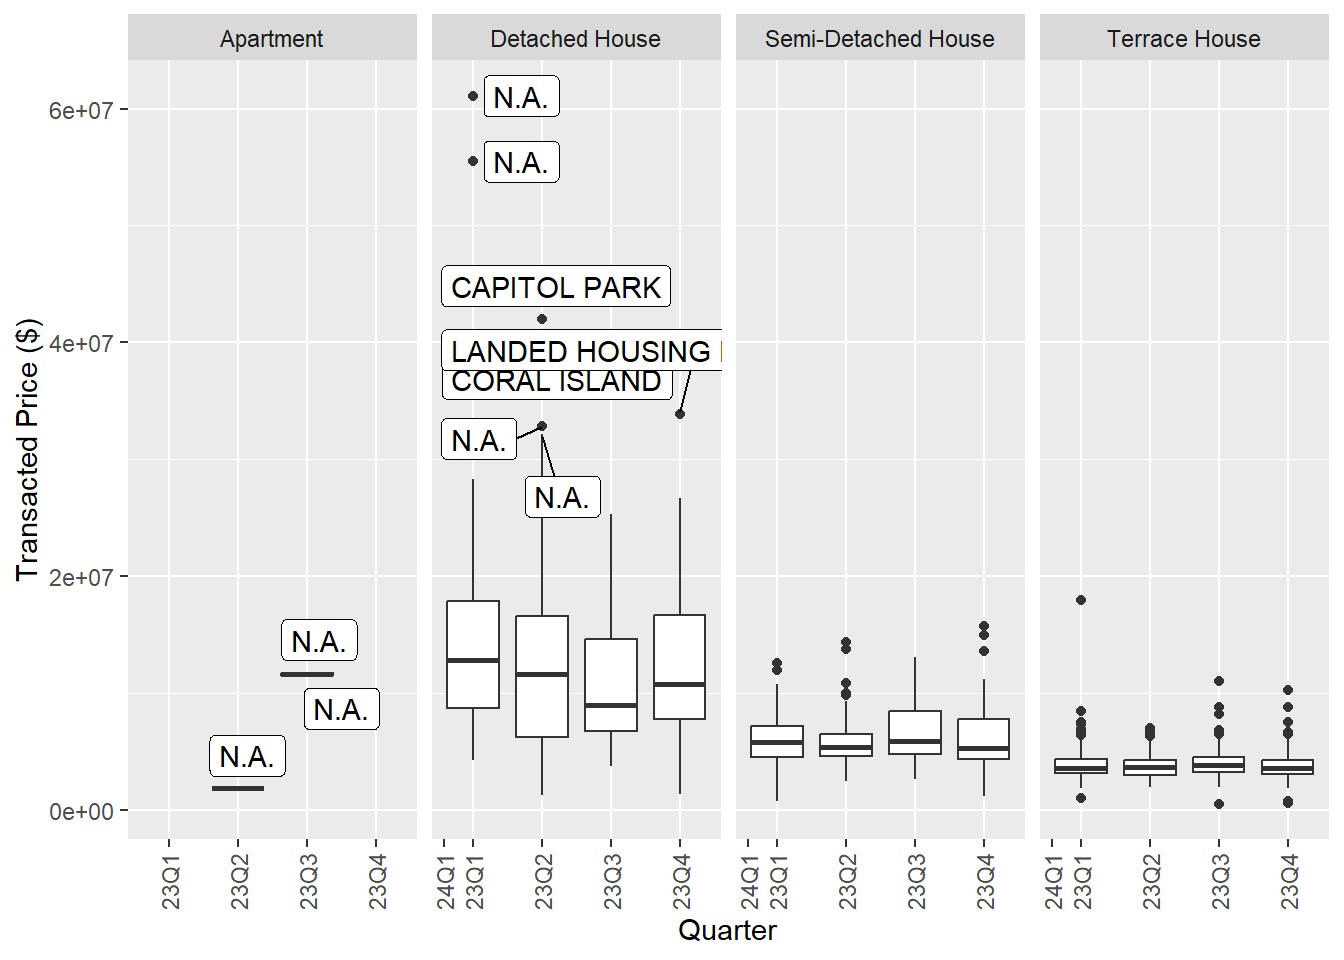 Apartment
Detached House
Semi-Detached House
Terrace House
Transacted Price ($)
6e+07
4e+07
2e+07
0e+00
N.A.
N.A.
N.A.
N.A.
N.A.
CAPITOL PARK
LANDED HOUSING
CORAL ISLAND
N.A.
N.A.
23Q1
23Q2
23Q3
23Q4
24Q1
23Q1
23Q2
23Q3
23Q4
24Q1
23Q1
23Q2
23Q3
23Q4
24Q1
23Q1
23Q2
23Q3
23Q4
Quarter